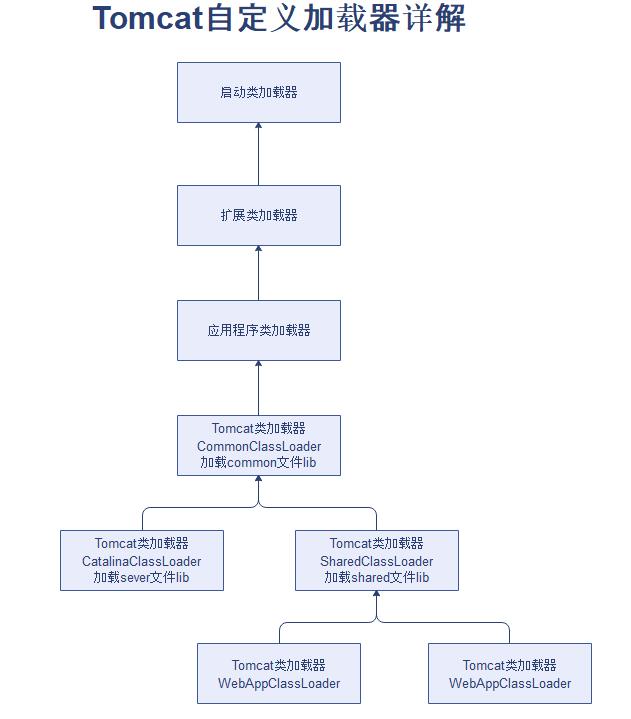 Tomcat自定义加载器详解
启动类加载器
扩展类加载器
应用程序类加载器
Tomcat类加载器
CommonClassLoader
加载common文件lib
Tomcat类加载器
CatalinaClassLoader
加载sever文件lib
Tomcat类加载器
SharedClassLoader
加载shared文件lib
Tomcat类加载器
WebAppClassLoader
Tomcat类加载器
WebAppClassLoader